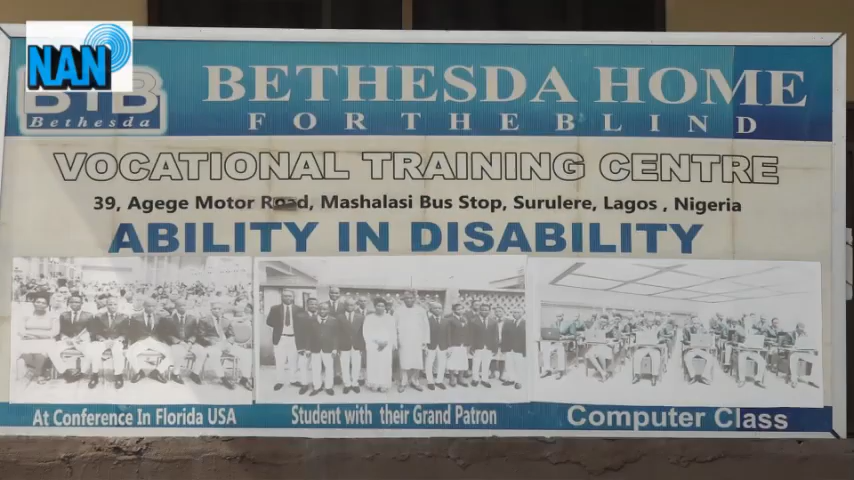 NAN
BETHESDA HOME
Bethesda
FOR THE BLIND
VOCATIONAL TRAINING CENTRE
39, Agege Motor Road, Mashalasi Bus Stop, Surulere, Lagos , Nigeria
ABILITY IN DISABILITY
At Conference In Florida USA
Student with their Grand Patron
Computer Class